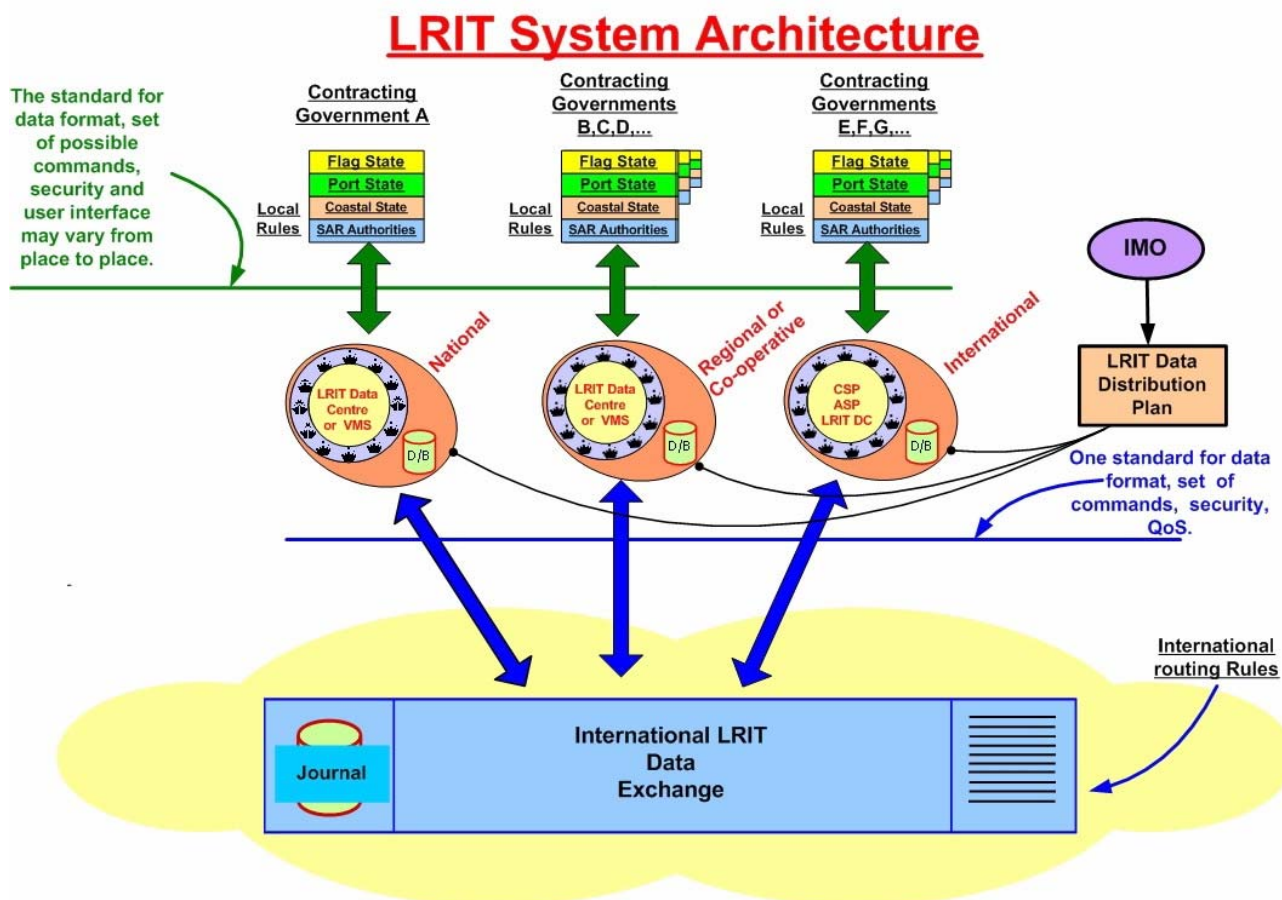 LRIT System Architecture
The standard for
data format, set
of possible
commands,
security and
user interface
may vary from
place to place.
Contracting
Government A
Flag State
Port State
Coastal State
SAR Authorities
Local
Rules
Contracting
Governments
B,C,D,...
Flag State
Port State
Coastal State
SAR Authorities
Local
Rules
Contracting
Governments
E,F,G,...
Flag State
Port State
Coastal State
SAR Authorities
Local
Rules
IMO
LRIT Data
Distribution
Plan
National
LRIT Data
Centre
or VMS
D/B
Regional or
Co-operative
LRIT Data
Centre
or VMS
D/B
International
CSP
ASP
LRIT DC
D/B
One standard for data
format, set of
commands, security,
QoS.
International
routing Rules
Journal
International LRIT
Data
Exchange